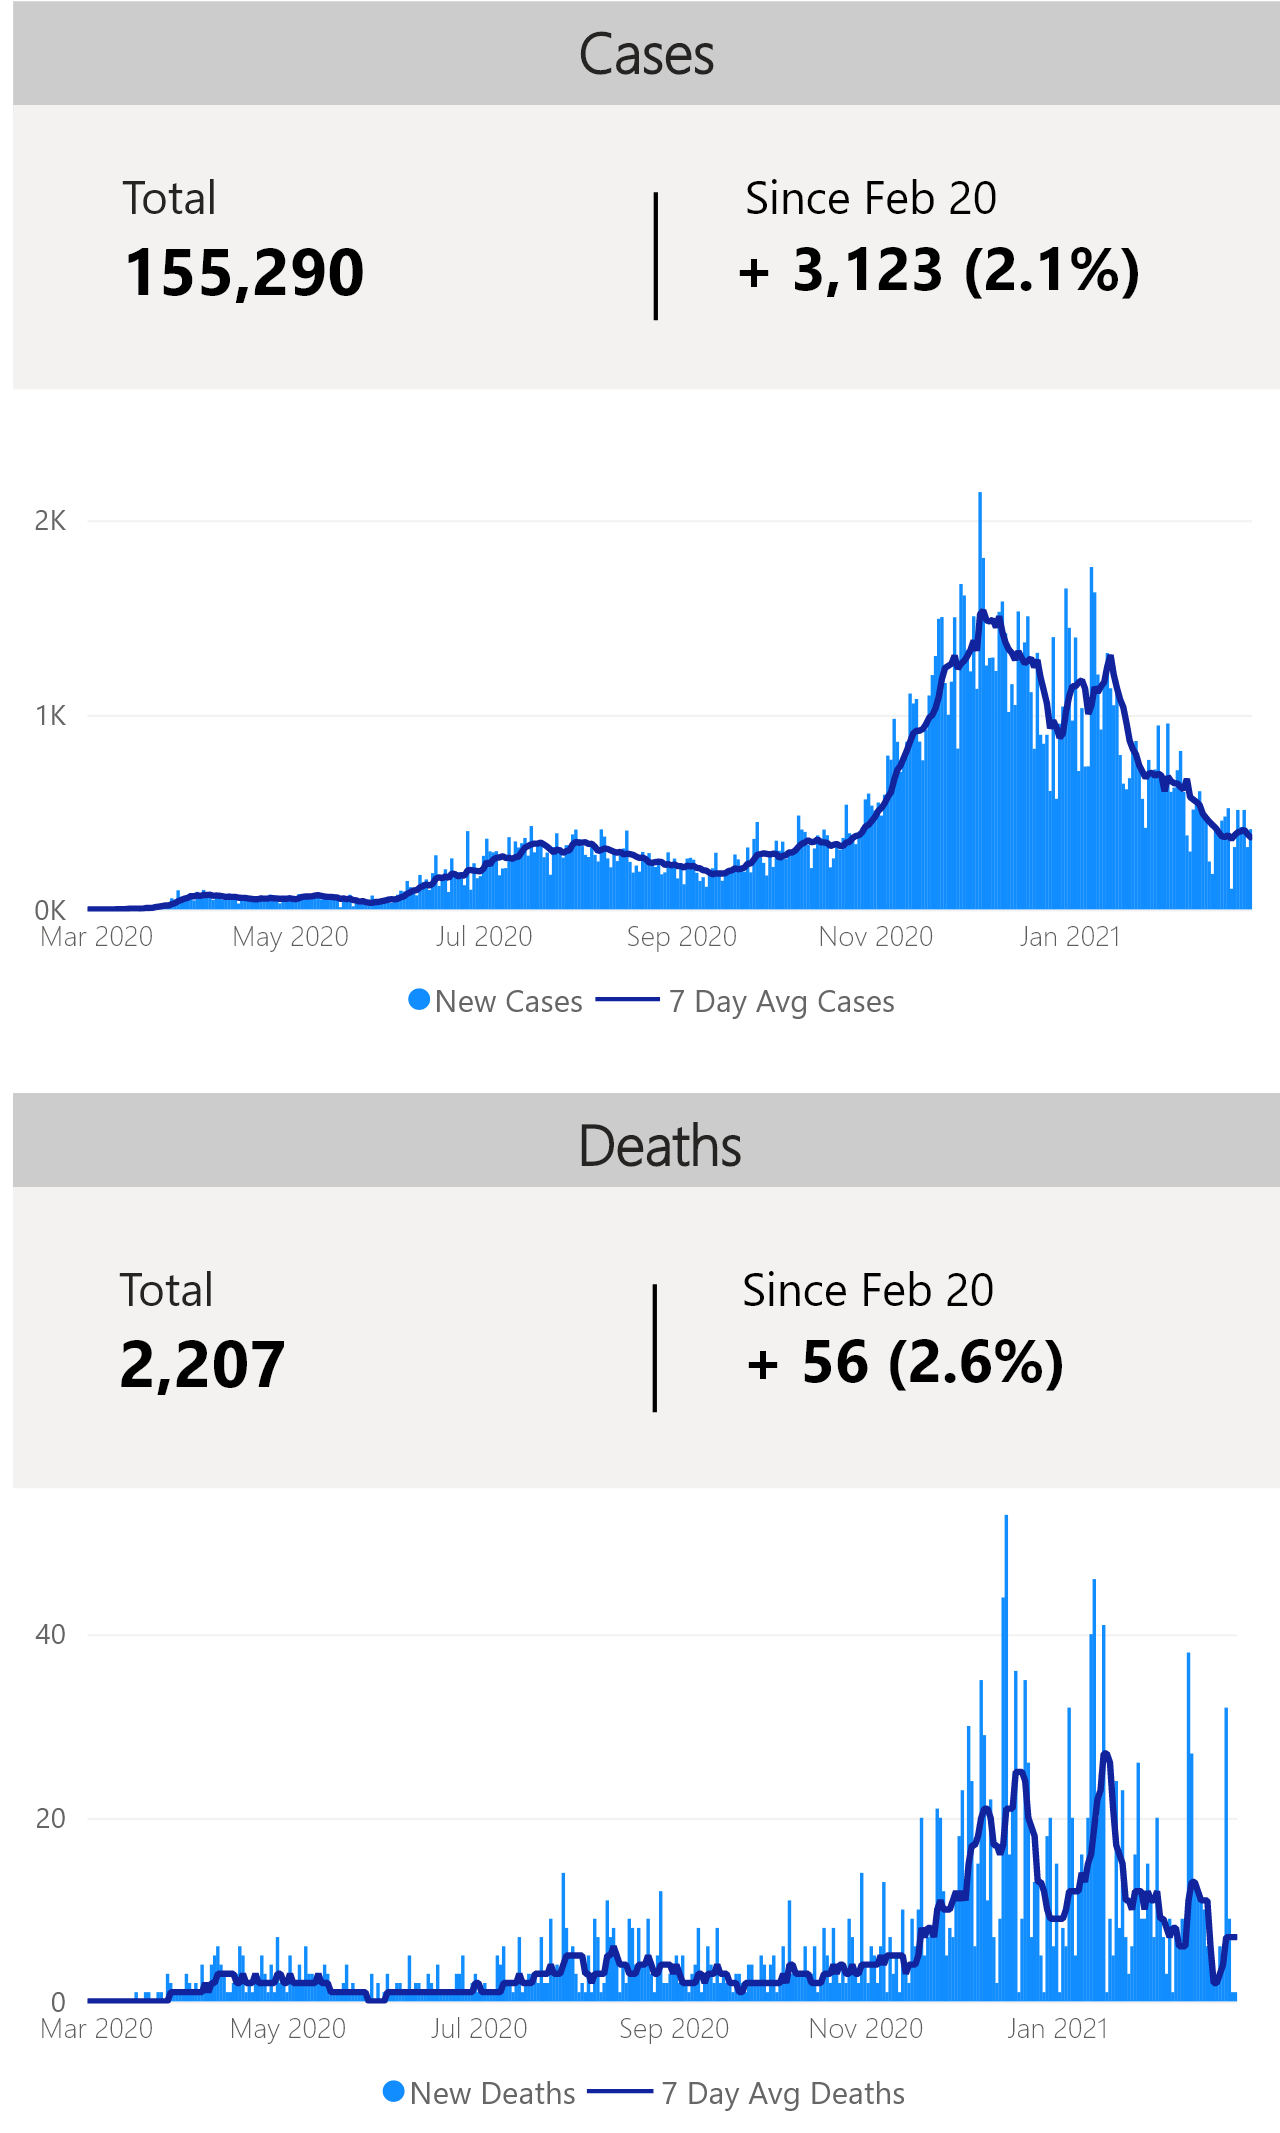 Cases
Total
Since Feb 20
155,290
+ 3,123 (2.1%)
2K
1K
0K
Mar 2020 May 2020 Jul 2020 Sep 2020 Nov 2020 Jan 2021
New Cases 7 Day Avg Cases
Deaths
Total
Since Feb 20
2,207
+ 56 (2.6%)
40
20
0
Mar 2020 May 2020 Jul 2020 Sep 2020 Nov 2020 Jan 2021
New Deaths 7 Day Avg Deaths